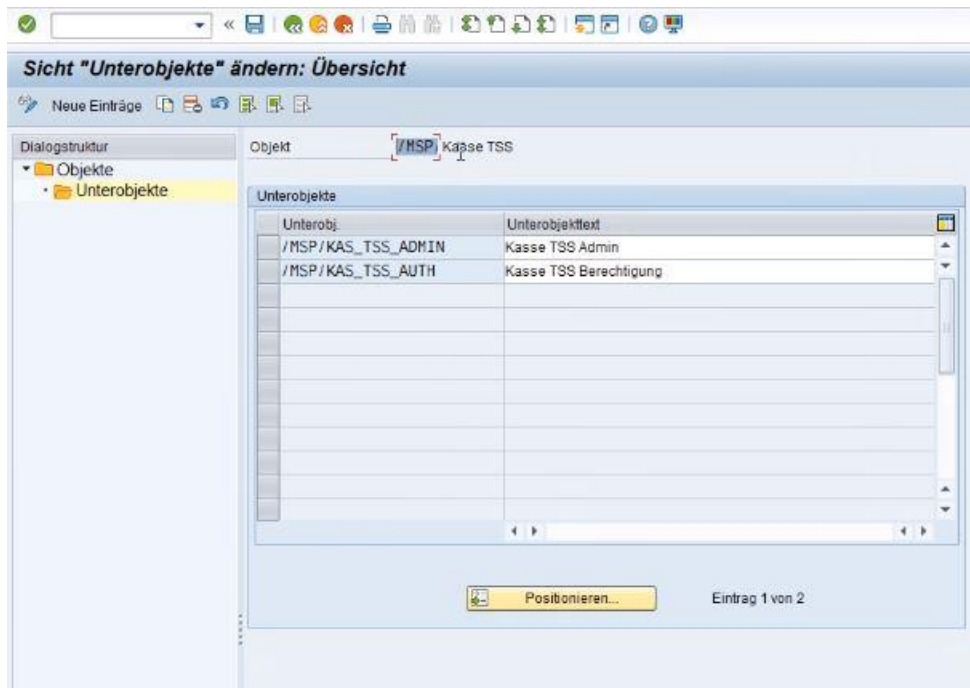 Sicht "Unterobjekte" ändern: Übersicht
Neue Einträge
Dialogstruktur
Objekte
Unterobjekte
Objekt /MSP/ Kasse TSS
Unterobjekte
Unterobj. Unterobjekttext
/MSP/KAS_TSS_ADMIN Kasse TSS Admin
/MSP/KAS_TSS_AUTH Kasse TSS Berechtigung
Positionieren... Eintrag 1 von 2